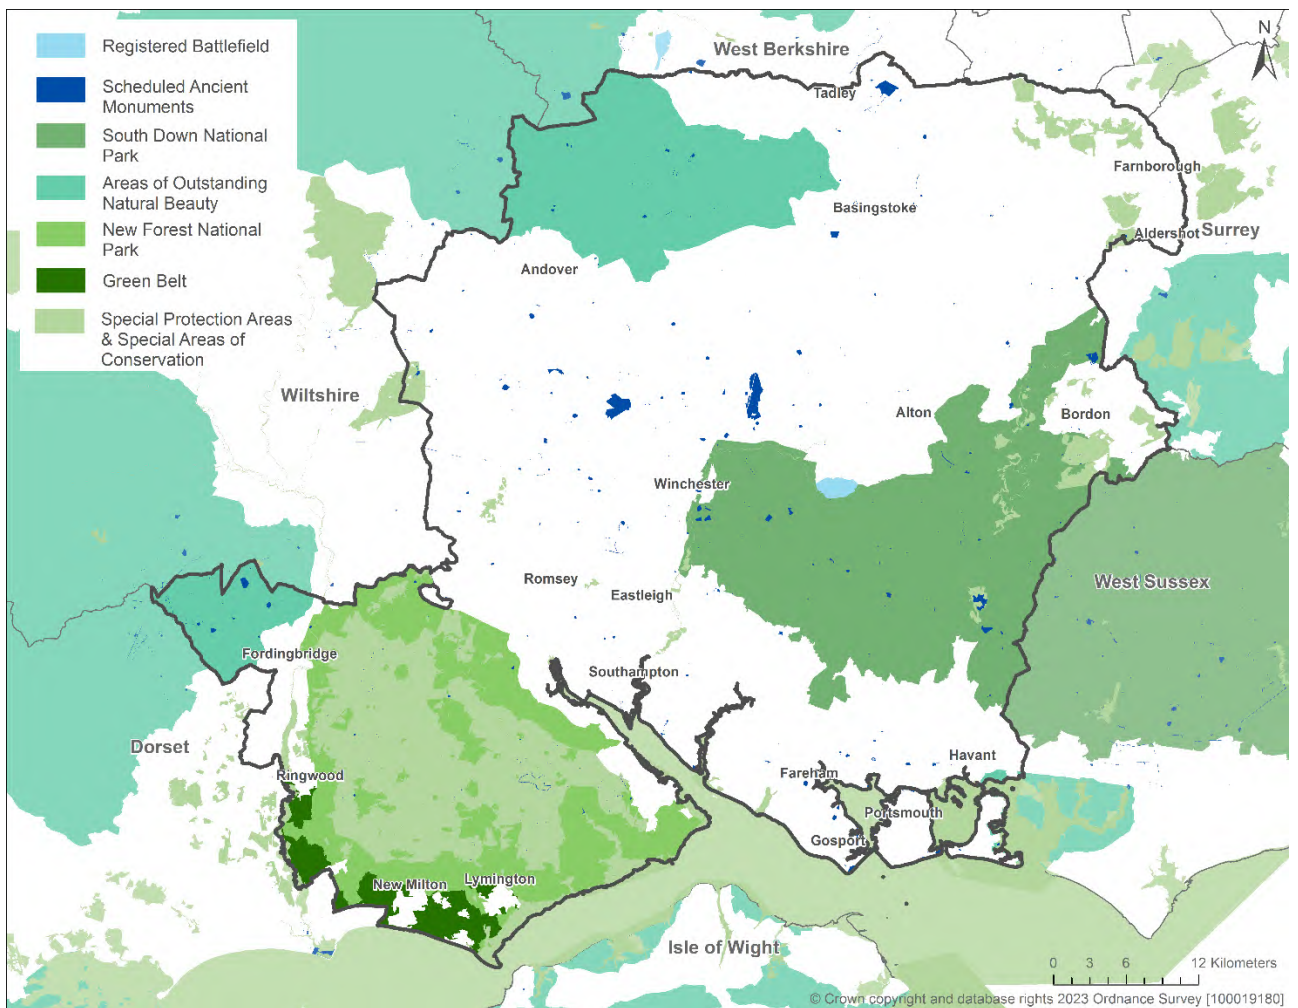 Registered Battlefield
Scheduled Ancient
Monuments
South Down National
Park
Areas of Outstanding
Natural Beauty
New Forest National
Park
Green Belt
Special Protection Areas
& Special Areas of
Conservation
West Berkshire
N
Tadley
Farnborough
Basingstoke
Aldershot
Surrey
Andover
Wiltshire
Alton
Bordon
Winchester
Romsey
Eastleigh
West Sussex
Fordingbridge
Southampton
Dorset
Ringwood
Havant
Fareham
Portsmouth
Gosport
New Milton
Lymington
Isle of Wight
0 3 6 12 Kilometers
© Crown copyright and database rights 2023 Ordnance Survey [100019180]